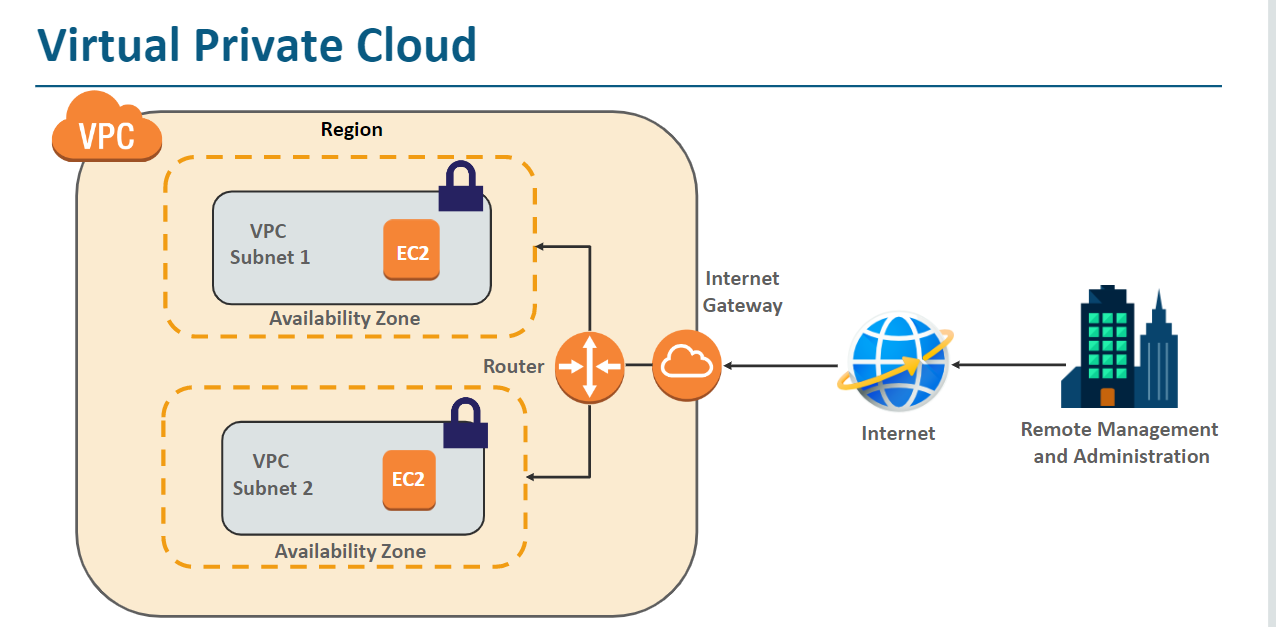 Virtual Private Cloud
VPC
Region
VPC
Subnet 1
EC2
Availability Zone
Internet
Gateway
Router
Internet
Remote Management
and Administration
VPC
Subnet 2
EC2
Availability Zone